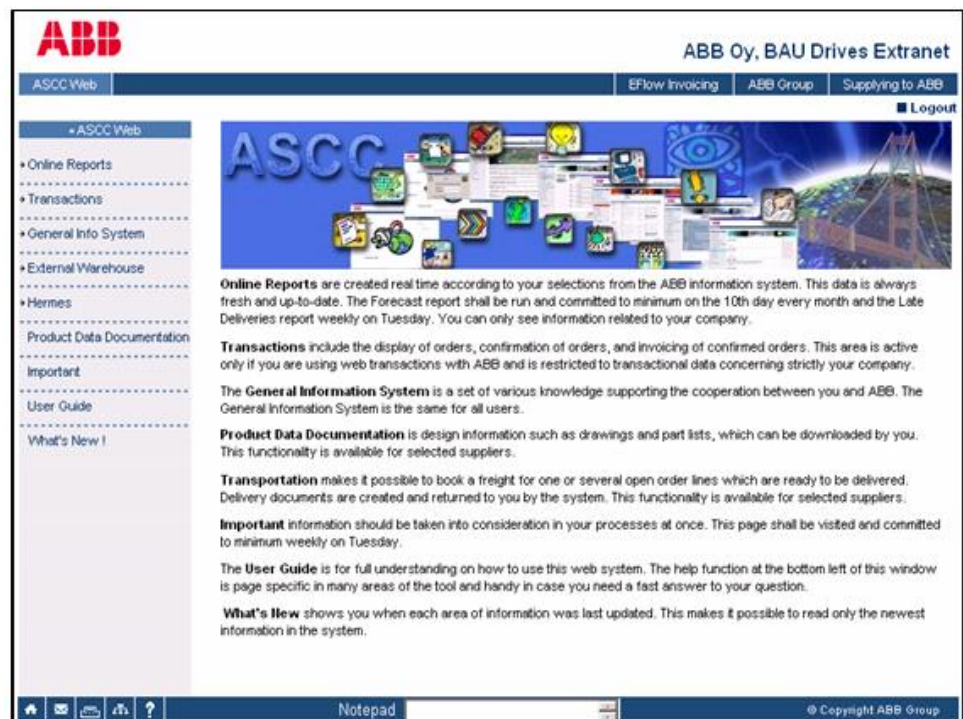 ABB
ABB Oy, BAU Drives Extranet
ASCC Web
EFlow Invoicing
ABB Group
Supplying to ABB
Logout
ASCC Web
Online Reports
Transactions
General Info System
External Warehouse
Hermes
Product Data Documentation
Important
User Guide
What's New !
ASCC
Online Reports are created real time according to your selections from the ABB information system. This data is always
fresh and up-to-date. The Forecast report shall be run and committed to minimum on the 10th day every month and the Late
Deliveries report weekly on Tuesday. You can only see information related to your company.
Transactions include the display of orders, confirmation of orders, and invoicing of confirmed orders. This area is active
only if you are using web transactions with ABB and is restricted to transactional data concerning strictly your company.
The General Information System is a set of various knowledge supporting the cooperation between you and ABB. The
General Information System is the same for all users.
Product Data Documentation is design information such as drawings and part lists, which can be downloaded by you.
This functionality is available for selected suppliers.
Transportation makes it possible to book a freight for one or several open order lines which are ready to be delivered.
Delivery documents are created and returned to you by the system. This functionality is available for selected suppliers.
Important information should be taken into consideration in your processes at once. This page shall be visited and committed
to minimum weekly on Tuesday.
The User Guide is for full understanding on how to use this web system. The help function at the bottom left of this window
is page specific in many areas of the tool and handy in case you need a fast answer to your question.
What's New shows you when each area of information was last updated. This makes it possible to read only the newest
information in the system.
?
Notepad
© Copyright ABB Group